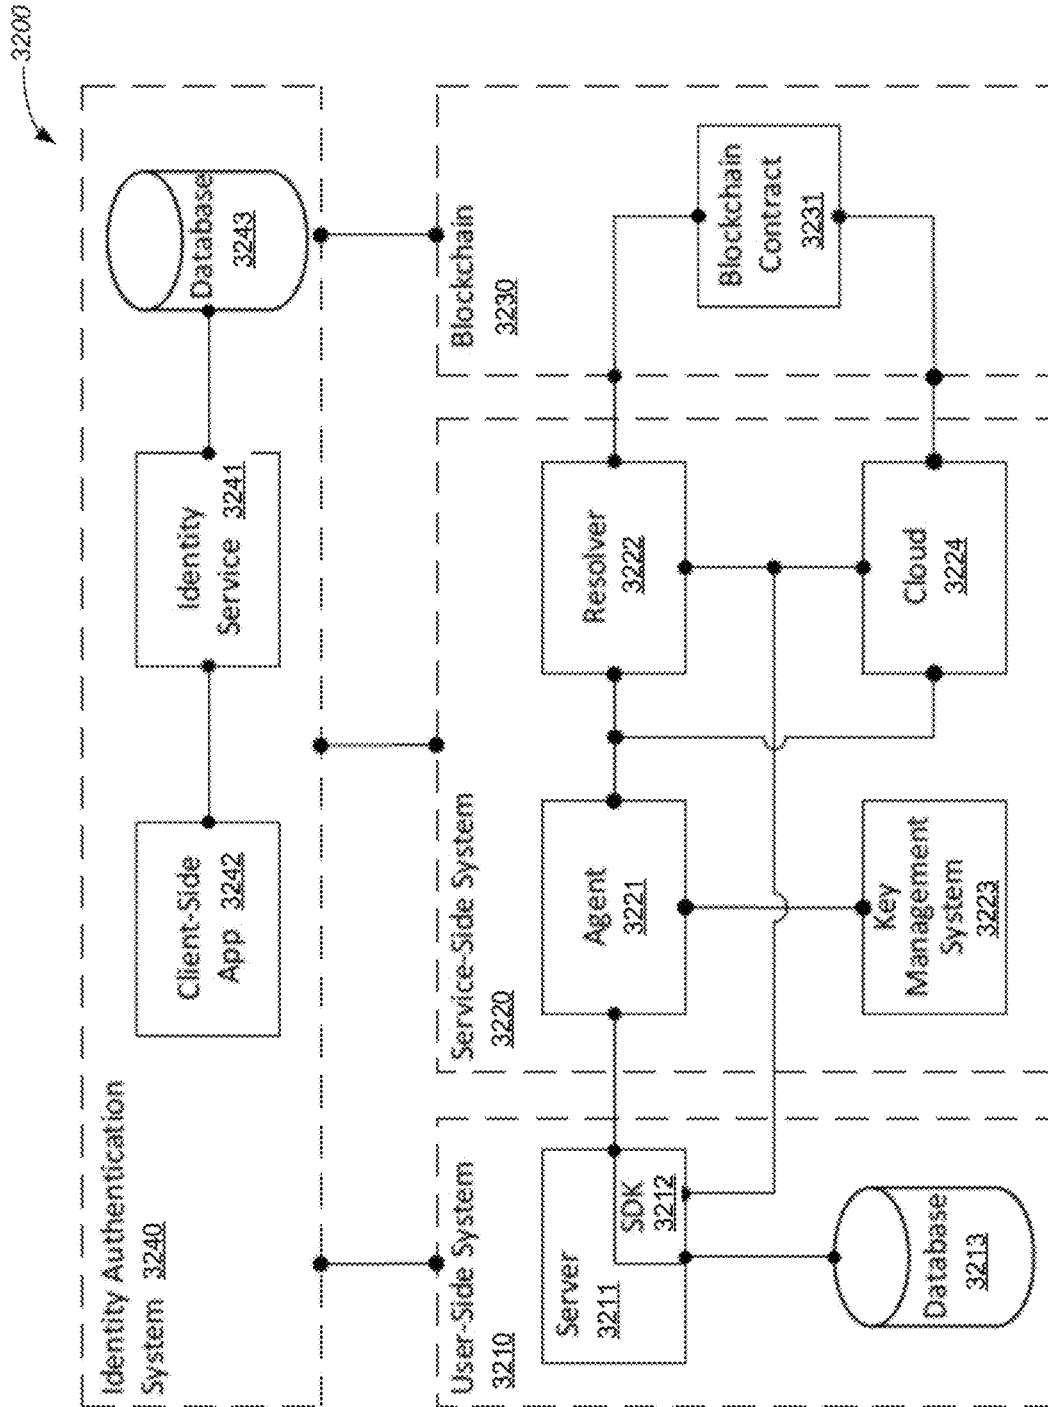 3200
Identity Authentication
System 3240
Client-Side
App 3242
Identity
Service 3241
Database
3243
User-Side System
3210
Server
3211
SDK
3212
Database
3213
Service-Side System
3220
Agent
3221
Resolver
3222
Key
Management
System
3223
Cloud
3224
Blockchain
3230
Blockchain
Contract
3231